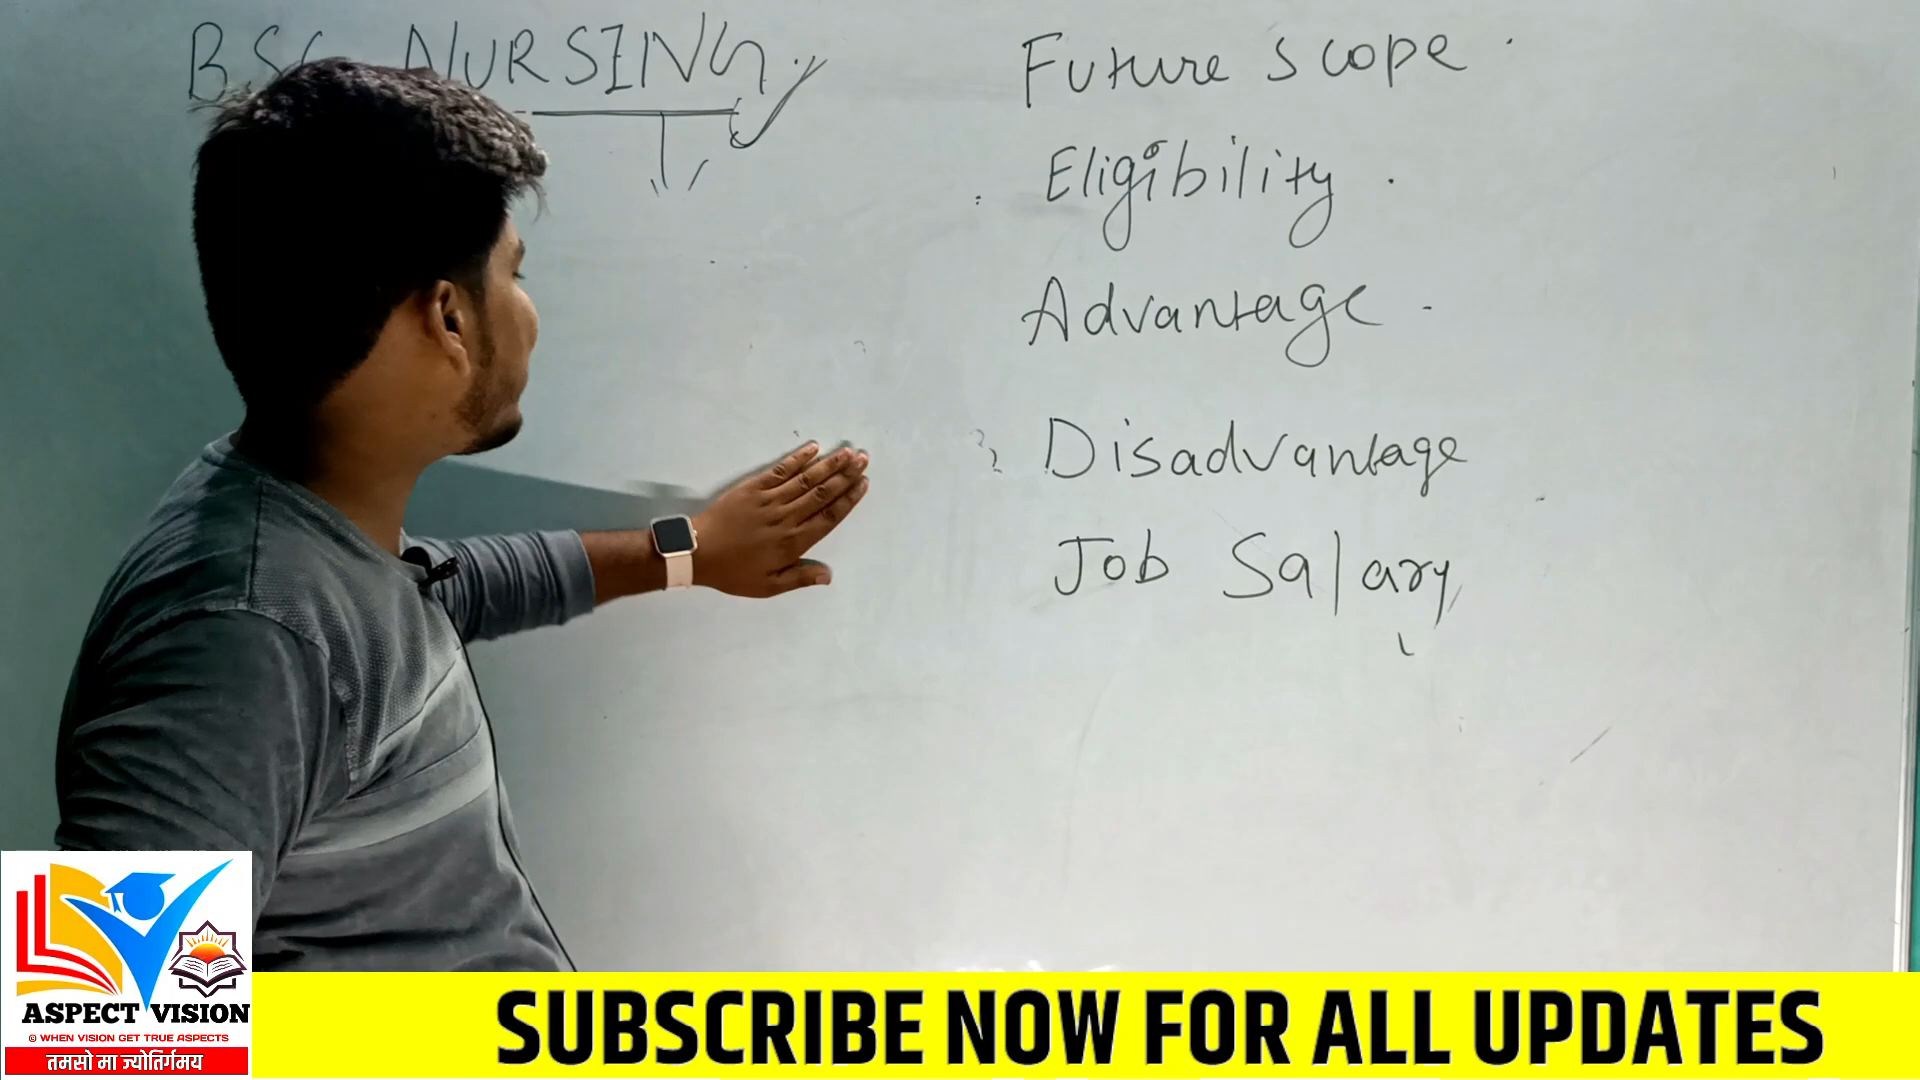 BSC NURSING
Future scope
Eligibility
Advantage
Disadvantage
Job Salary
ASPECT VISION
© WHEN VISION GET TRUE ASPECTS
तमसो मा ज्योतिर्गमय
SUBSCRIBE NOW FOR ALL UPDATES